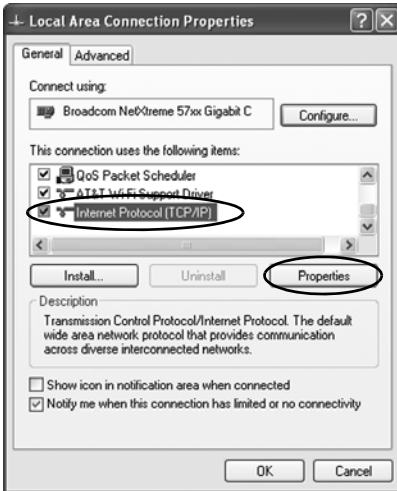 Local Area Connection Properties
General Advanced
Connect using:
Broadcom NetXtreme 57xx Gigabit C
Configure...
This connection uses the following items:
QoS Packet Scheduler
AT&T Wi-Fi Support Driver
Internet Protocol (TCP/IP)
Install... Uninstall Properties
Description
Transmission Control Protocol/Internet Protocol. The default
wide area network protocol that provides communication
across diverse interconnected networks.
Show icon in notification area when connected
Notify me when this connection has limited or no connectivity
OK Cancel